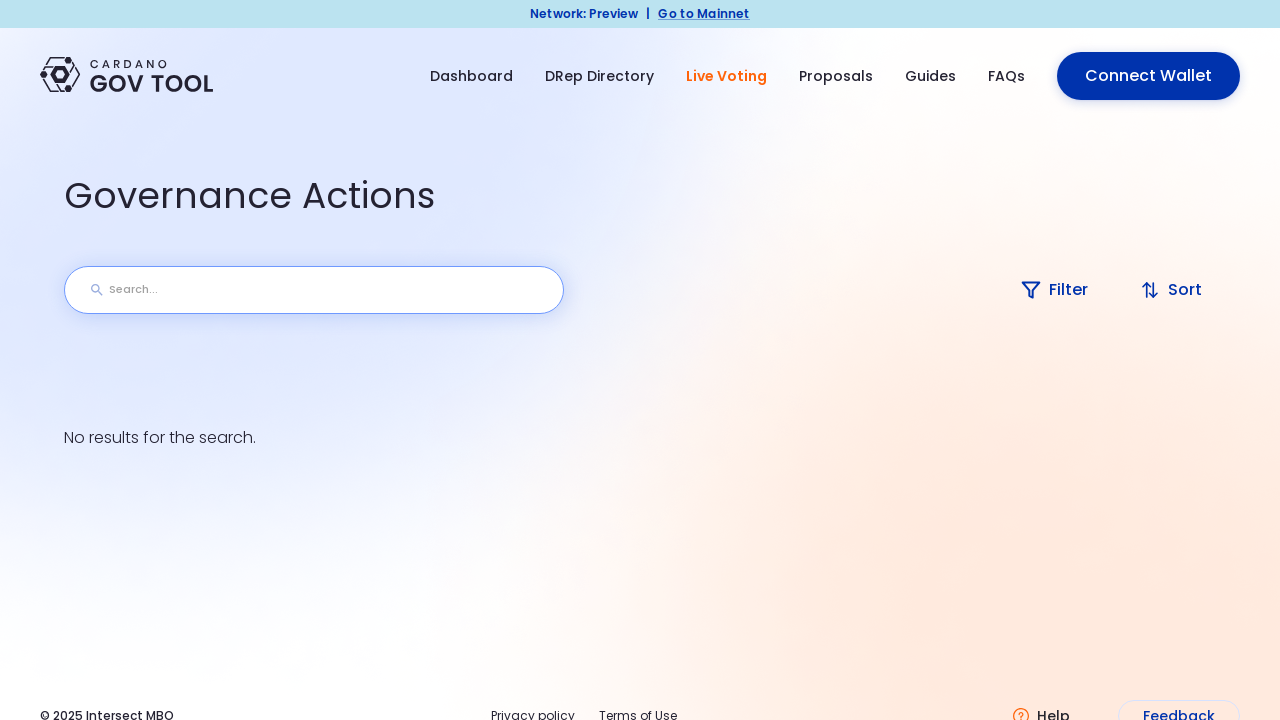 Network: Preview | Go to Mainnet
CARDANO
GOV TOOL
Dashboard
DRep Directory
Live Voting
Proposals
Guides
FAQs
Connect Wallet
Governance Actions
Search...
Filter
Sort
No results for the search.
© 2025 Intersect MBO
Privacy policy
Terms of Use
Help
Feedback